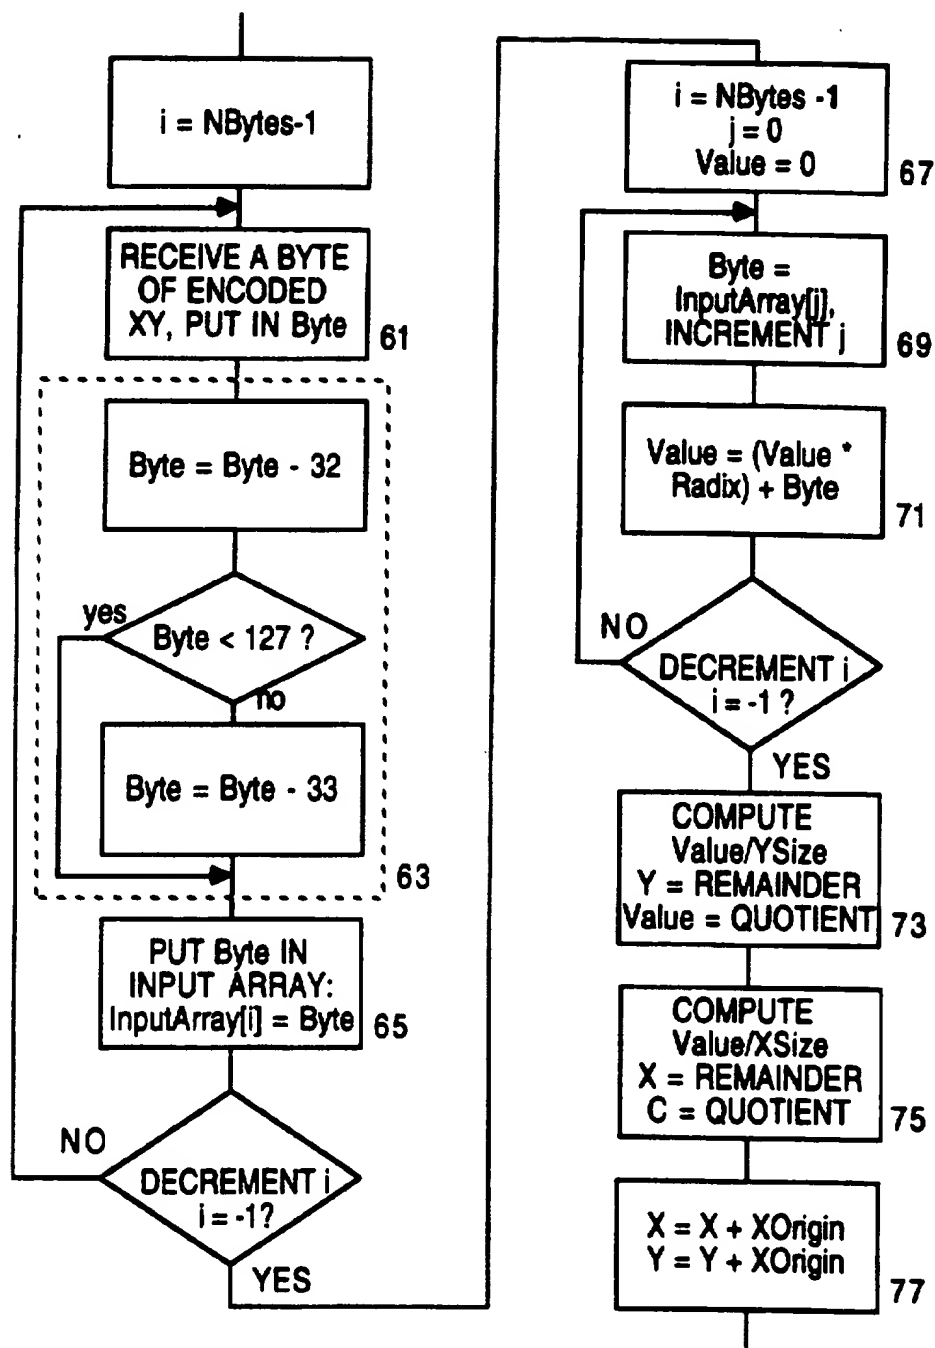 i = NBytes-1
RECEIVE A BYTE
OF ENCODED
XY, PUT IN Byte
61
Byte = Byte - 32
yes
Byte < 127 ?
no
Byte = Byte - 33
63
PUT Byte IN
INPUT ARRAY:
InputArray[i] = Byte
65
NO
DECREMENT i
i = -1?
YES
i = NBytes -1
j = 0
Value = 0
67
Byte =
InputArray[j],
INCREMENT j
69
Value = (Value *
Radix) + Byte
71
NO
DECREMENT i
i = -1 ?
YES
COMPUTE
Value/YSize
Y = REMAINDER
Value = QUOTIENT
73
COMPUTE
Value/XSize
X = REMAINDER
C = QUOTIENT
75
X = X + XOrigin
Y = Y + XOrigin
77